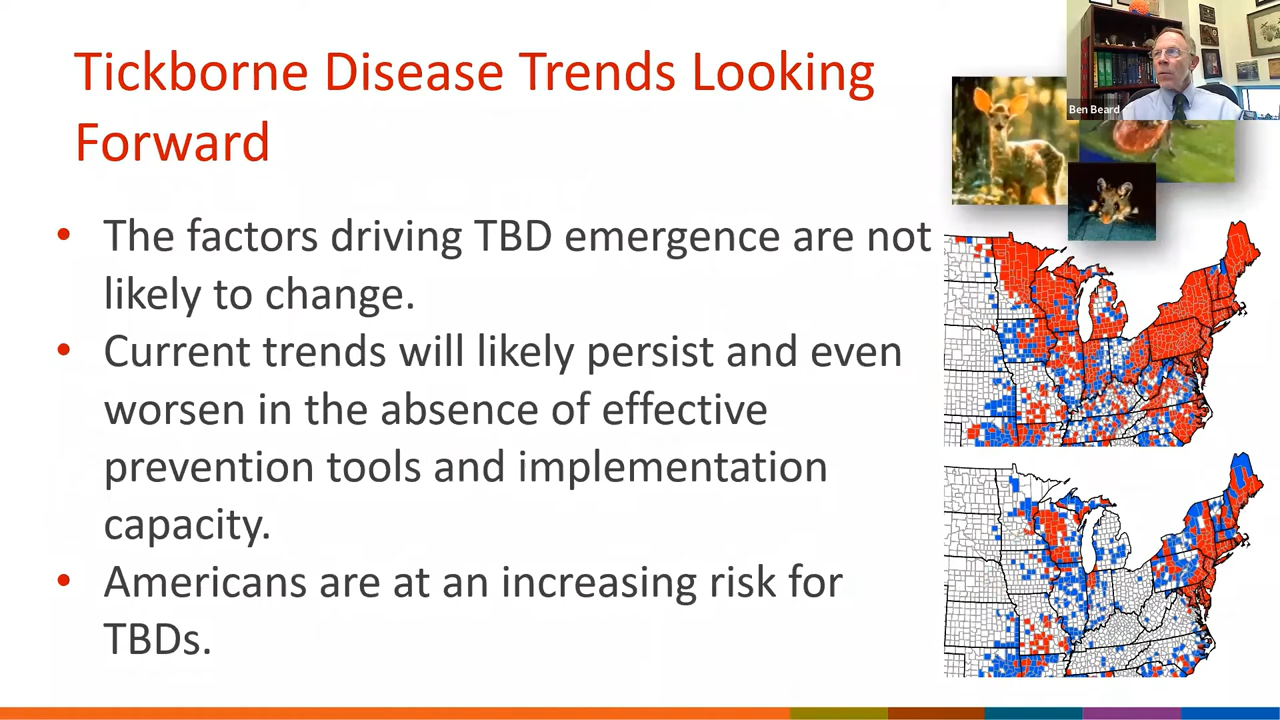 Tickborne Disease Trends Looking
Forward
Ben Beard
• The factors driving TBD emergence are not
likely to change.
• Current trends will likely persist and even
worsen in the absence of effective
prevention tools and implementation
capacity.
• Americans are at an increasing risk for
TBDs.